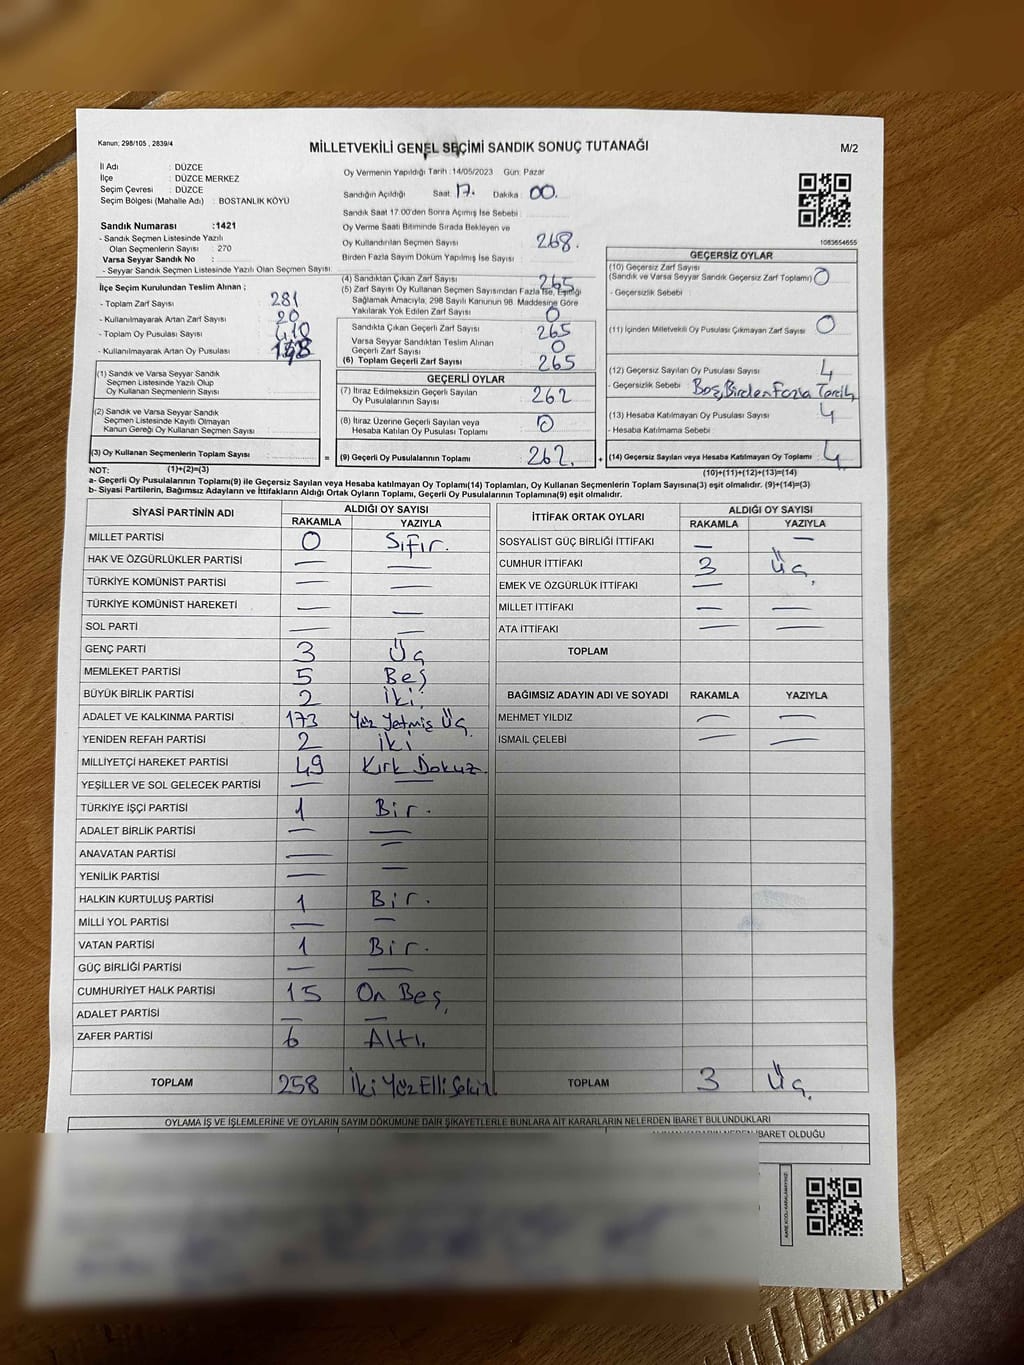 Kanun; 298/105 , 2839/4
MİLLETVEKİLİ GENEL SEÇİMİ SANDIK SONUÇ TUTANAĞI
M/2
İl Adı : DÜZCE
İlçe : DÜZCE MERKEZ
Seçim Çevresi : DÜZCE
Seçim Bölgesi (Mahalle Adı) : BOSTANLIK KÖYÜ
Sandık Numarası :1421
- Sandık Seçmen Listesinde Yazılı
Olan Seçmenlerin Sayısı : 270
Varsa Seyyar Sandık No :
- Seyyar Sandık Seçmen Listesinde Yazılı Olan Seçmen Sayısı:
İlçe Seçim Kurulundan Teslim Alınan ;
- Toplam Zarf Sayısı : 281
- Kullanılmayarak Artan Zarf Sayısı : 20
- Toplam Oy Pusulası Sayısı : 410
- Kullanılmayarak Artan Oy Pusulası :
(1) Sandık ve Varsa Seyyar Sandık
Seçmen Listesinde Yazılı Olup
Oy Kullanan Seçmenlerin Sayısı :
(2) Sandık ve Varsa Seyyar Sandık
Seçmen Listesinde Kayıtlı Olmayan
Kanun Gereği Oy Kullanan Seçmen Sayısı :
(3) Oy Kullanan Seçmenlerin Toplam Sayısı :
Oy Vermenin Yapıldığı Tarih :14/05/2023 Gün: Pazar
Sandığın Açıldığı Saat : 17. Dakika : 00.
Sandık Saat 17:00'den Sonra Açılmış İse Sebebi :
Oy Verme Saati Bitiminde Sırada Bekleyen ve
Oy Kullandırılan Seçmen Sayısı : 268.
Birden Fazla Sayım Dökümü Yapılmış İse Sayısı :
(4) Sandıktan Çıkan Zarf Sayısı : 265
(5) Zarf Sayısı Oy Kullanan Seçmen Sayısından Fazla İse, Eşitliği
Sağlamak Amacıyla, 298 Sayılı Kanunun 98. Maddesine Göre
Yakılarak Yok Edilen Zarf Sayısı : 0
Sandıkta Çıkan Geçerli Zarf Sayısı : 265
Varsa Seyyar Sandıktan Teslim Alınan
Geçerli Zarf Sayısı : 0
(6) Toplam Geçerli Zarf Sayısı : 265
GEÇERLİ OYLAR
(7) İtiraz Edilmeksizin Geçerli Sayılan
Oy Pusulalarının Sayısı : 262
(8) İtiraz Üzerine Geçerli Sayılan veya
Hesaba Katılan Oy Pusulası Toplamı : 0
= (9) Geçerli Oy Pusulalarının Toplamı : 262. +
1083654655
GEÇERSİZ OYLAR
(10) Geçersiz Zarf Sayısı
(Sandık ve Varsa Seyyar Sandık Geçersiz Zarf Toplamı) : 0
- Geçersizlik Sebebi :
(11) İçinden Milletvekili Oy Pusulası Çıkmayan Zarf Sayısı : 0
(12) Geçersiz Sayılan Oy Pusulası Sayısı : 4
- Geçersizlik Sebebi : Boş, Birden Fazla Tercih
(13) Hesaba Katılmayan Oy Pusulası Sayısı : 4
- Hesaba Katılmama Sebebi :
(14) Geçersiz Sayılan veya Hesaba Katılmayan Oy Toplamı : 4
NOT: (1)+(2)=(3)
(10)+(11)+(12)+(13)=(14)
a- Geçerli Oy Pusulalarının Toplamı(9) ile Geçersiz Sayılan veya Hesaba Katılmayan Oy Toplamı(14) Toplamları, Oy Kullanan Seçmenlerin Toplam Sayısına(3) eşit olmalıdır. (9)+(14)=(3)
b- Siyasi Partilerin, Bağımsız Adayların ve İttifakların Aldığı Ortak Oyların Toplamı, Geçerli Oy Pusulalarının Toplamına(9) eşit olmalıdır.
SİYASİ PARTİNİN ADI ALDIĞI OY SAYISI
RAKAMLA YAZIYLA
MİLLET PARTİSİ 0 Sıfır.
HAK VE ÖZGÜRLÜKLER PARTİSİ — —
TÜRKİYE KOMÜNİST PARTİSİ — —
TÜRKİYE KOMÜNİST HAREKETİ — —
SOL PARTİ — —
GENÇ PARTİ 3 Üç
MEMLEKET PARTİSİ 5 Beş
BÜYÜK BİRLİK PARTİSİ 2 İki
ADALET VE KALKINMA PARTİSİ 173 Yüz Yetmiş Üç.
YENİDEN REFAH PARTİSİ 2 İki
MİLLİYETÇİ HAREKET PARTİSİ 49 Kırk Dokuz.
YEŞİLLER VE SOL GELECEK PARTİSİ — —
TÜRKİYE İŞÇİ PARTİSİ 1 Bir.
ADALET BİRLİK PARTİSİ — —
ANAVATAN PARTİSİ — —
YENİLİK PARTİSİ — —
HALKIN KURTULUŞ PARTİSİ 1 Bir.
MİLLİ YOL PARTİSİ — —
VATAN PARTİSİ 1 Bir.
GÜÇ BİRLİĞİ PARTİSİ — —
CUMHURİYET HALK PARTİSİ 15 On Beş,
ADALET PARTİSİ — —
ZAFER PARTİSİ 6 Altı.
TOPLAM 258 İki Yüz Elli Sekiz.
İTTİFAK ORTAK OYLARI ALDIĞI OY SAYISI
RAKAMLA YAZIYLA
SOSYALİST GÜÇ BİRLİĞİ İTTİFAKI — —
CUMHUR İTTİFAKI 3 Üç,
EMEK VE ÖZGÜRLÜK İTTİFAKI —
MİLLET İTTİFAKI — —
ATA İTTİFAKI — —
TOPLAM
BAĞIMSIZ ADAYIN ADI VE SOYADI RAKAMLA YAZIYLA
MEHMET YILDIZ — —
İSMAİL ÇELEBİ — —
TOPLAM 3 Üç.
OYLAMA İŞ VE İŞLEMLERİNE VE OYLARIN SAYIM DÖKÜMÜNE DAİR ŞİKAYETLERLE BUNLARA AİT KARARLARIN NELERDEN İBARET BULUNDUKLARI
İBARET OLDUĞU